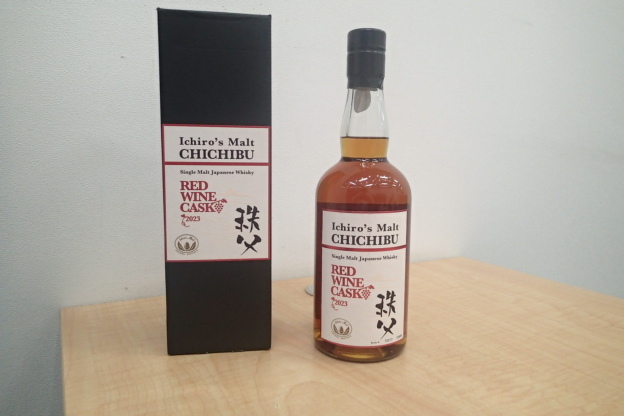 Ichiro's Malt
CHICHIBU
Single Malt Japanese Whisky
RED
WINE
CASK
2023
秩父
Ichiro's Malt
CHICHIBU
Single Malt Japanese Whisky
RED
WINE
CASK
2023
秩父